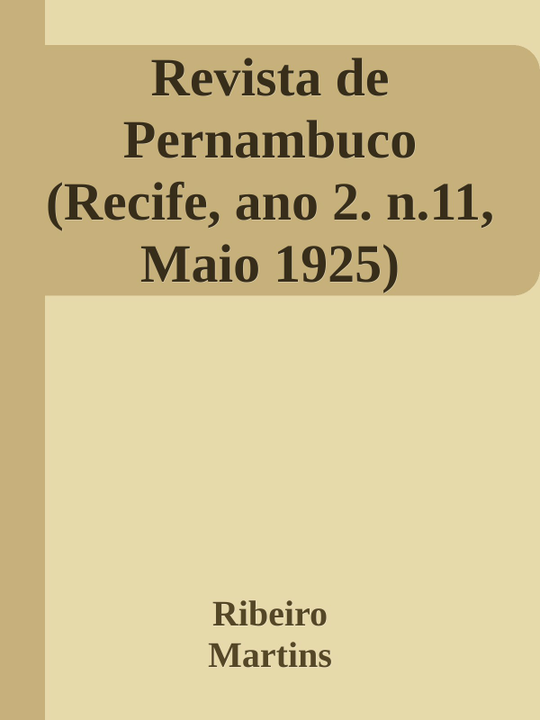 Revista de
Pernambuco
(Recife, ano 2. n.11,
Maio 1925)
Ribeiro
Martins